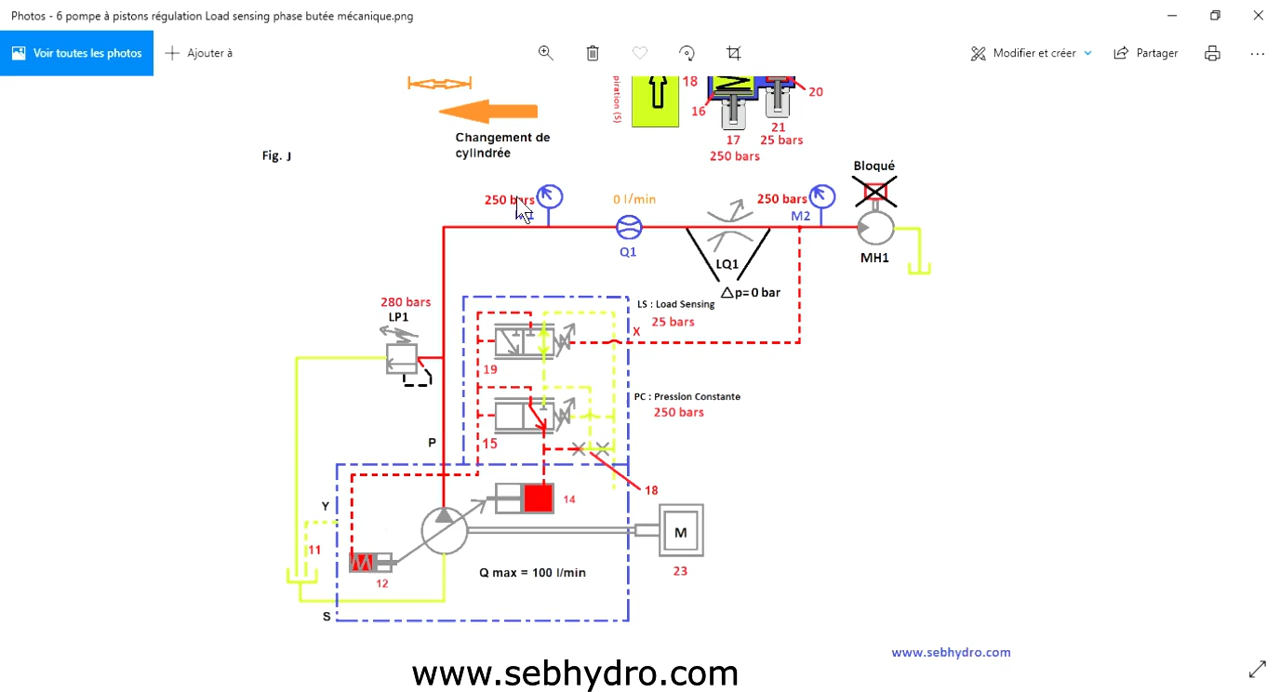 Photos - 6 pompe à pistons régulation Load sensing phase butée mécanique.png
Voir toutes les photos
Ajouter à
Modifier et créer
Partager
piration (S)
18
16
20
17
250 bars
21
25 bars
Changement de
cylindrée
Fig. J
250 bars
0 l/min
250 bars
M2
Bloqué
Q1
LQ1
MH1
△p=0 bar
280 bars
LP1
LS : Load Sensing
25 bars
X
19
PC : Pression Constante
250 bars
15
P
18
14
Y
11
12
M
23
Q max = 100 l/min
S
www.sebhydro.com
www.sebhydro.com